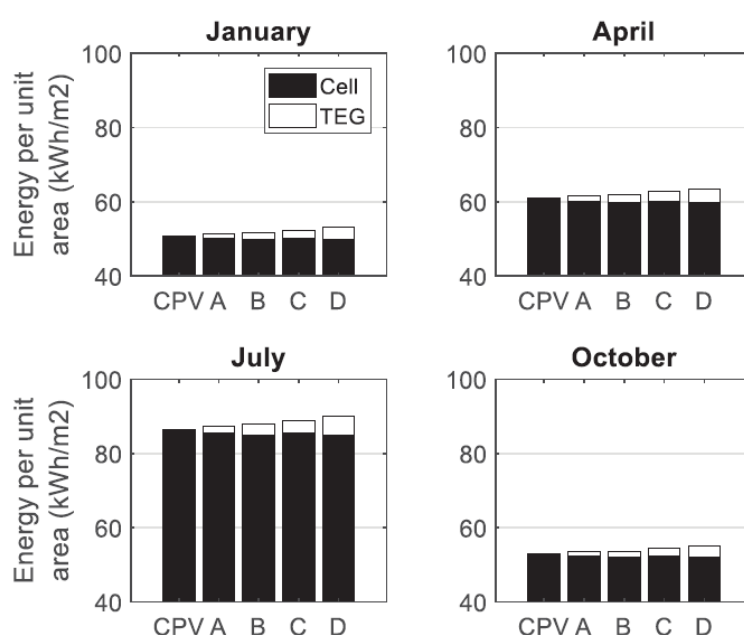 January
April
Energy per unit
area (kWh/m2)
100
80
60
40
Cell
TEG
CPV A B C D
100
80
60
40
CPV A B C D
July
October
Energy per unit
area (kWh/m2)
100
80
60
40
CPV A B C D
100
80
60
40
CPV A B C D